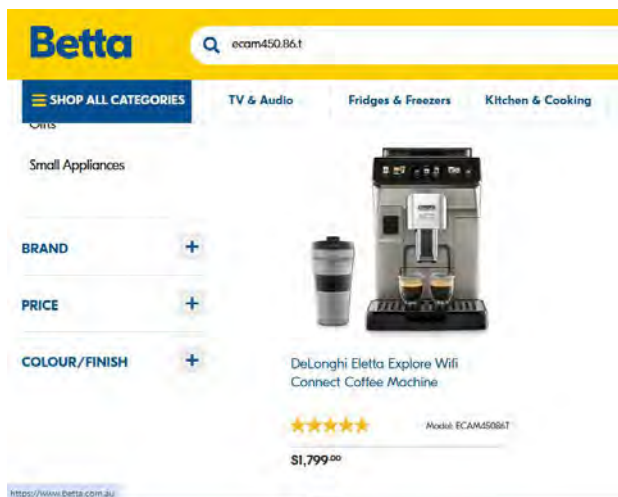 Betta
ecam450.86.t
SHOP ALL CATEGORIES
TV & Audio
Fridges & Freezers
Kitchen & Cooking
Gifts
Small Appliances
BRAND
PRICE
COLOUR/FINISH
DeLonghi Eletta Explore Wifi
Connect Coffee Machine
Model: ECAM45086T
$1,799.00
https://www.betta.com.au